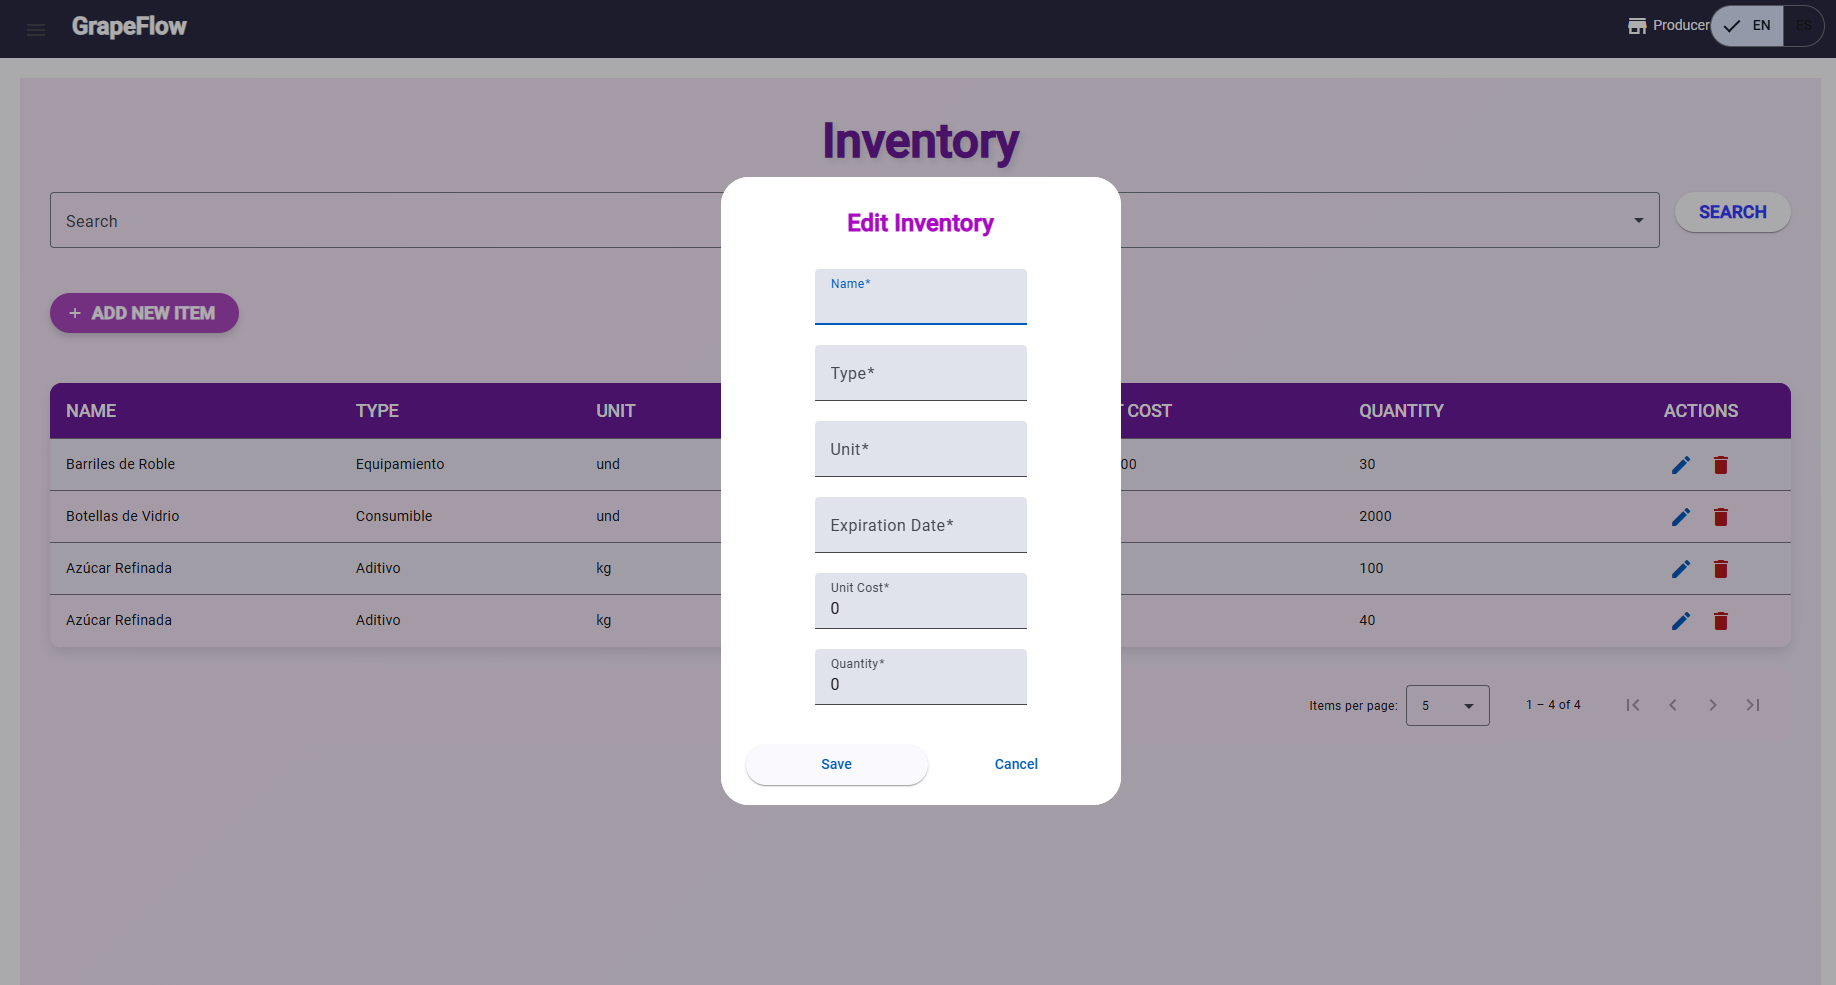 GrapeFlow
Producer
EN
ES
Inventory
Search
SEARCH
+ ADD NEW ITEM
NAME TYPE UNIT COST QUANTITY ACTIONS
Barriles de Roble Equipamiento und 00 30
Botellas de Vidrio Consumible und 2000
Azúcar Refinada Aditivo kg 100
Azúcar Refinada Aditivo kg 40
Items per page: 5 1 – 4 of 4
Edit Inventory
Name*
Type*
Unit*
Expiration Date*
Unit Cost*
0
Quantity*
0
Save Cancel